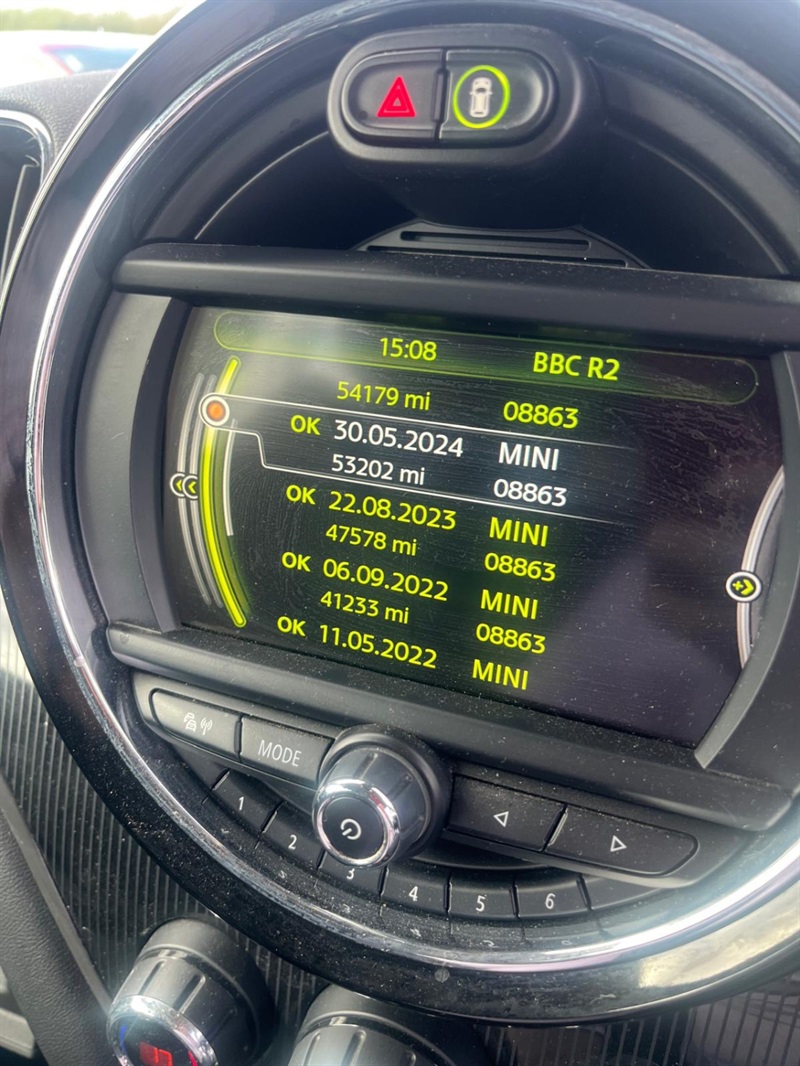 15:08 BBC R2
54179 mi 08863
OK 30.05.2024 MINI
53202 mi 08863
OK 22.08.2023 MINI
47578 mi 08863
OK 06.09.2022 MINI
41233 mi 08863
OK 11.05.2022 MINI
MODE
1 2 3 4 5 6